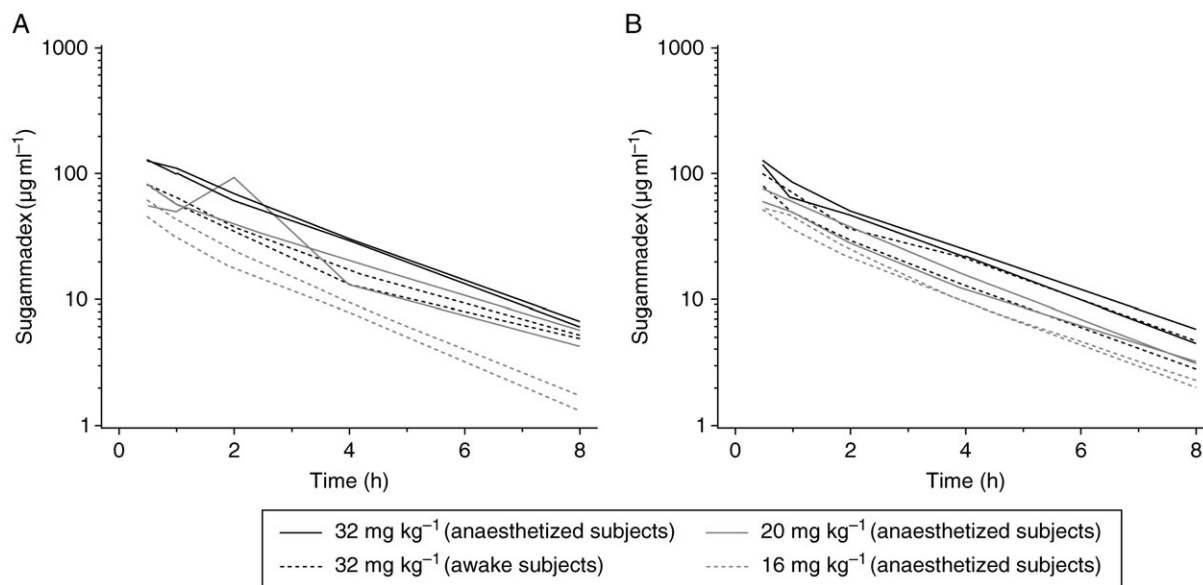 A
B
1000
100
10
1
Sugammadex (µg ml⁻¹)
0 2 4 6 8
Time (h)
1000
100
10
1
Sugammadex (µg ml⁻¹)
0 2 4 6 8
Time (h)
32 mg kg⁻¹ (anaesthetized subjects)
20 mg kg⁻¹ (anaesthetized subjects)
32 mg kg⁻¹ (awake subjects)
16 mg kg⁻¹ (anaesthetized subjects)